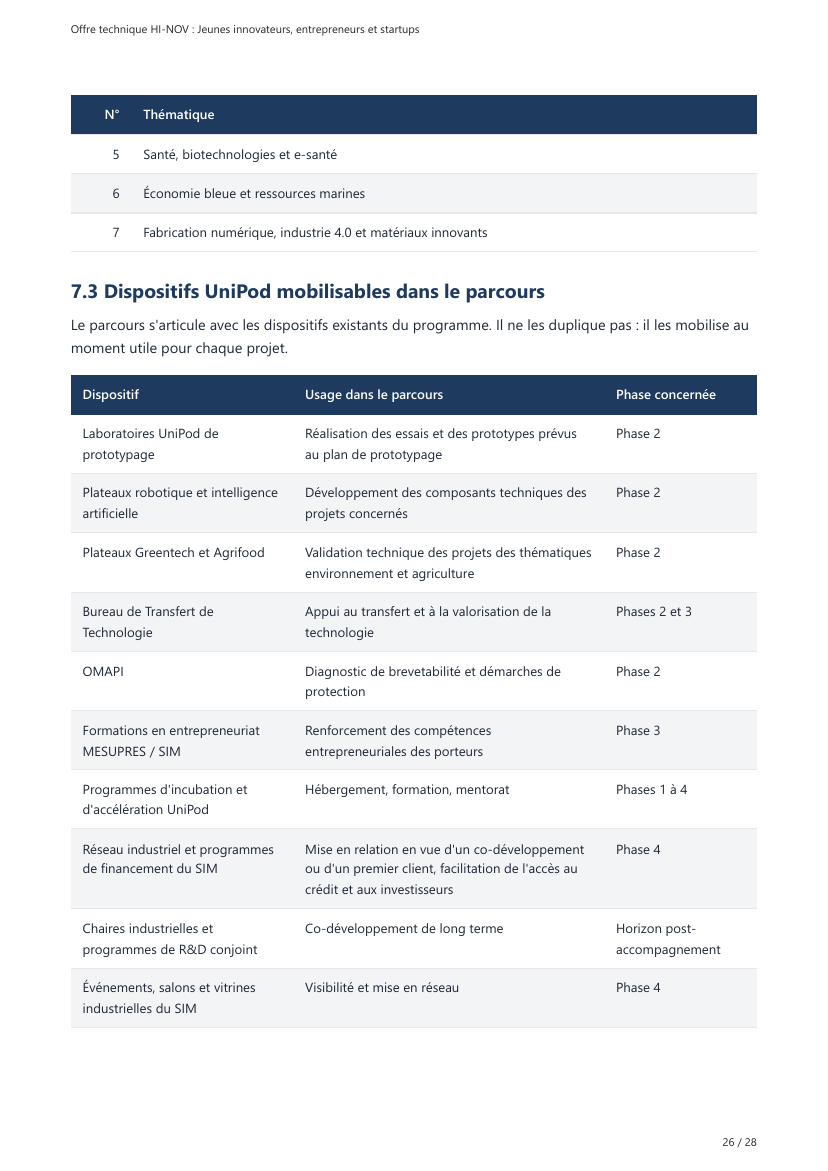 Offre technique HI-NOV : Jeunes innovateurs, entrepreneurs et startups
N° Thématique
5 Santé, biotechnologies et e-santé
6 Économie bleue et ressources marines
7 Fabrication numérique, industrie 4.0 et matériaux innovants
7.3 Dispositifs UniPod mobilisables dans le parcours
Le parcours s'articule avec les dispositifs existants du programme. Il ne les duplique pas : il les mobilise au
moment utile pour chaque projet.
Dispositif Usage dans le parcours Phase concernée
Laboratoires UniPod de Réalisation des essais et des prototypes prévus Phase 2
prototypage au plan de prototypage
Plateaux robotique et intelligence Développement des composants techniques des Phase 2
artificielle projets concernés
Plateaux Greentech et Agrifood Validation technique des projets des thématiques Phase 2
environnement et agriculture
Bureau de Transfert de Appui au transfert et à la valorisation de la Phases 2 et 3
Technologie technologie
OMAPI Diagnostic de brevetabilité et démarches de Phase 2
protection
Formations en entrepreneuriat Renforcement des compétences Phase 3
MESUPRES / SIM entrepreneuriales des porteurs
Programmes d'incubation et Hébergement, formation, mentorat Phases 1 à 4
d'accélération UniPod
Réseau industriel et programmes Mise en relation en vue d'un co-développement Phase 4
de financement du SIM ou d'un premier client, facilitation de l'accès au
crédit et aux investisseurs
Chaires industrielles et Co-développement de long terme Horizon post-
programmes de R&D conjoint accompagnement
Événements, salons et vitrines Visibilité et mise en réseau Phase 4
industrielles du SIM
26 / 28